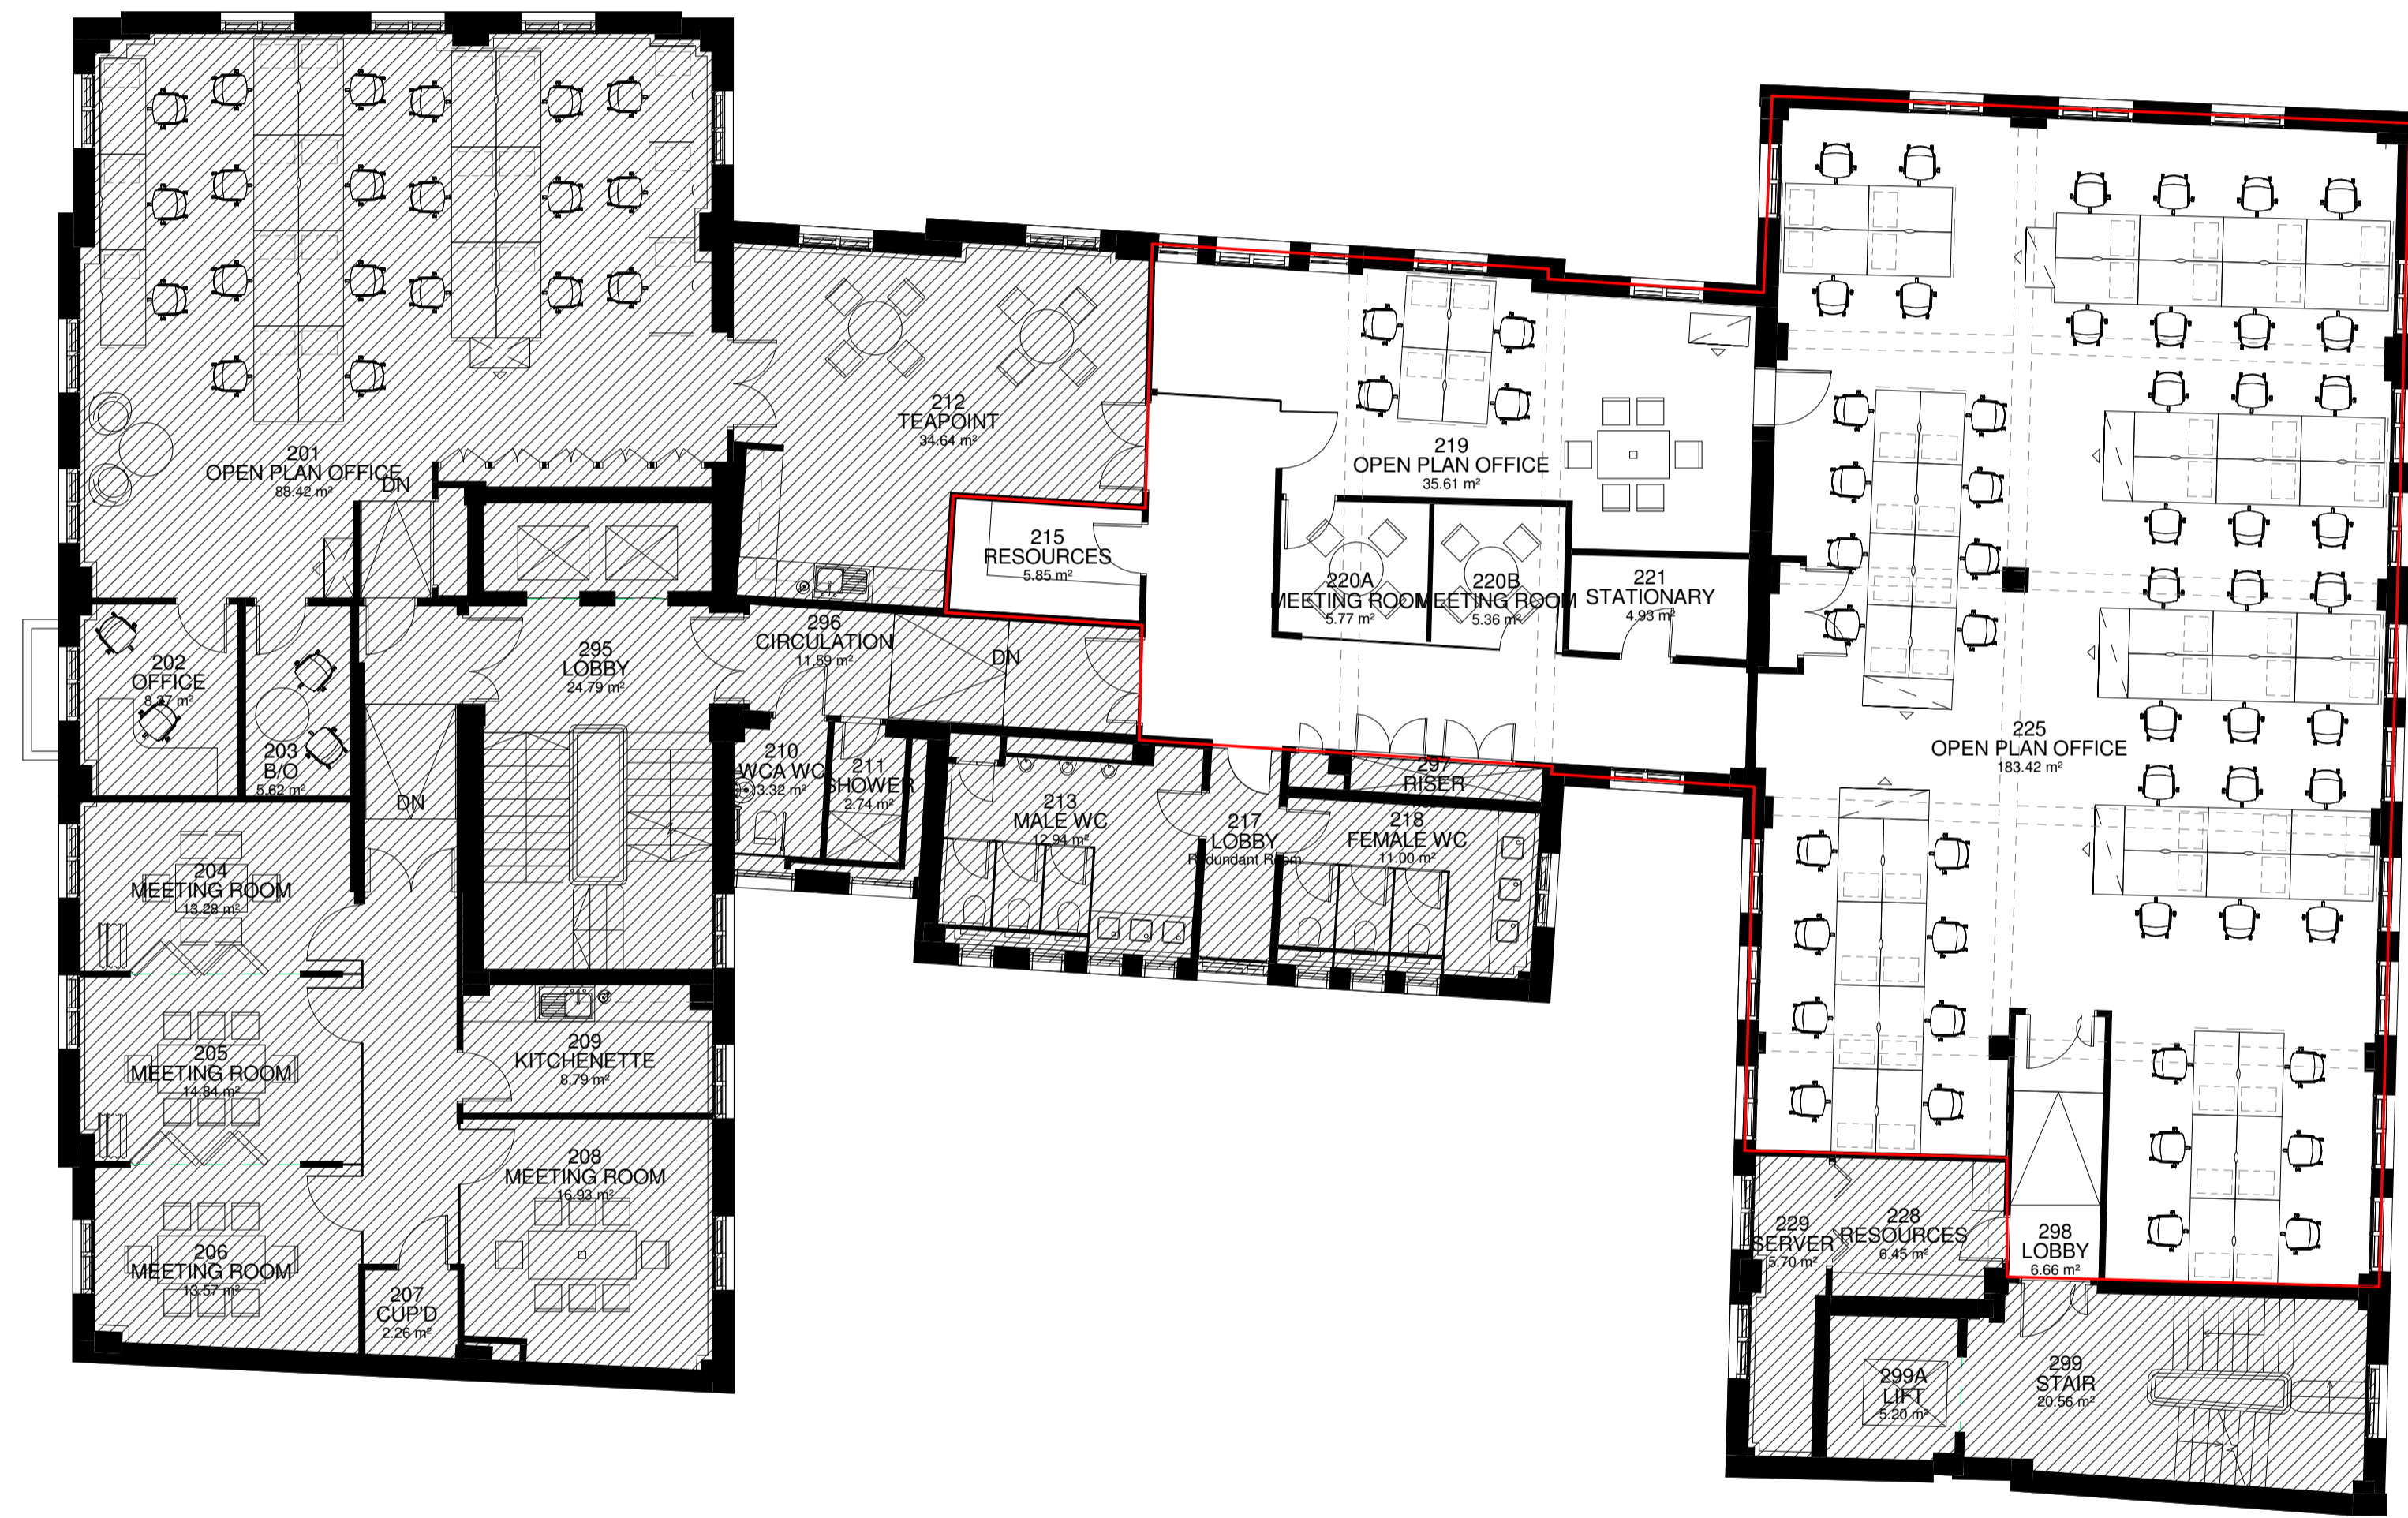 201
OPEN PLAN OFFICE
88.42 m²
DN
212
TEAPOINT
34.64 m²
219
OPEN PLAN OFFICE
35.61 m²
215
RESOURCES
5.85 m²
220A
MEETING ROOM
5.77 m²
220B
MEETING ROOM
5.36 m²
221
STATIONARY
4.93 m²
202
OFFICE
8.27 m²
203
B/O
5.62 m²
295
LOBBY
24.79 m²
296
CIRCULATION
11.59 m²
DN
DN
210
WCA WC
3.32 m²
211
SHOWER
2.74 m²
213
MALE WC
12.94 m²
217
LOBBY
Redundant Room
297
RISER
218
FEMALE WC
11.00 m²
225
OPEN PLAN OFFICE
183.42 m²
204
MEETING ROOM
13.28 m²
205
MEETING ROOM
14.84 m²
206
MEETING ROOM
13.57 m²
207
CUP'D
2.26 m²
208
MEETING ROOM
16.93 m²
209
KITCHENETTE
8.79 m²
229
SERVER
5.70 m²
228
RESOURCES
6.45 m²
298
LOBBY
6.66 m²
299A
LIFT
5.20 m²
299
STAIR
20.56 m²